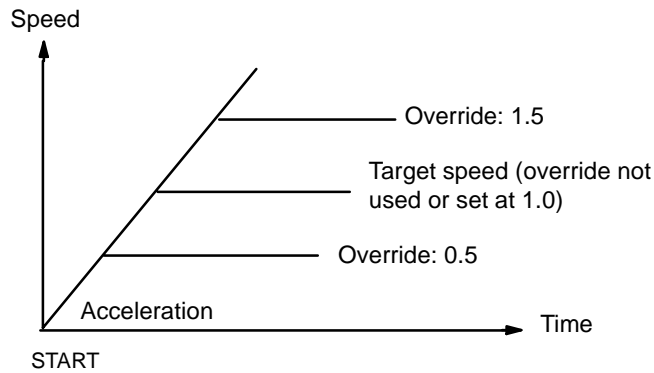 Speed
Override: 1.5
Target speed (override not
used or set at 1.0)
Override: 0.5
Acceleration
Time
START